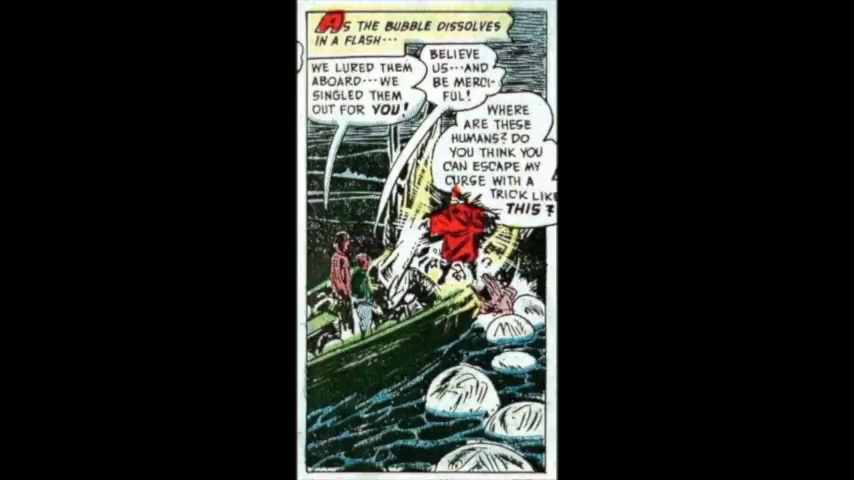 AS THE BUBBLE DISSOLVES
IN A FLASH---
WE LURED THEM
ABOARD---WE
SINGLED THEM
OUT FOR YOU!
BELIEVE
US---AND
BE MERCI-
FUL!
WHERE
ARE THESE
HUMANS? DO
YOU THINK YOU
CAN ESCAPE MY
CURSE WITH A
TRICK LIKE
THIS?